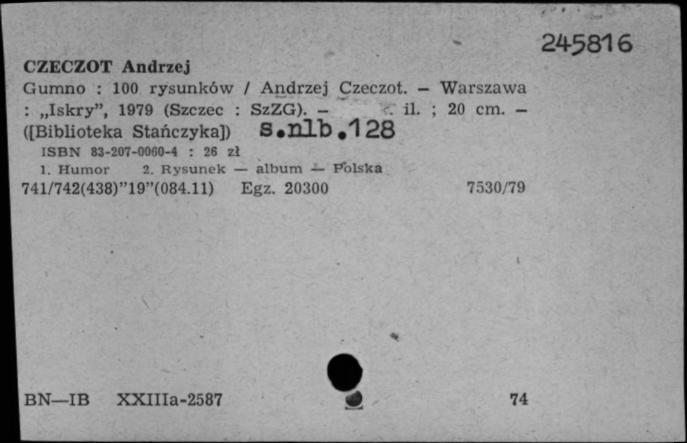 245816
CZECZOT Andrzej
Gumno : 100 rysunków / Andrzej Czeczot. — Warszawa
: „Iskry”, 1979 (Szczec : SzZG). — il. ; 20 cm. —
([Biblioteka Stańczyka]) s.nlb.128
ISBN 83-207-0060-4 : 26 zł
1. Humor 2. Rysunek — album — Polska
741/742(438)”19”(084.11) Egz. 20300 7530/79
BN—IB XXIIIa-2587 74